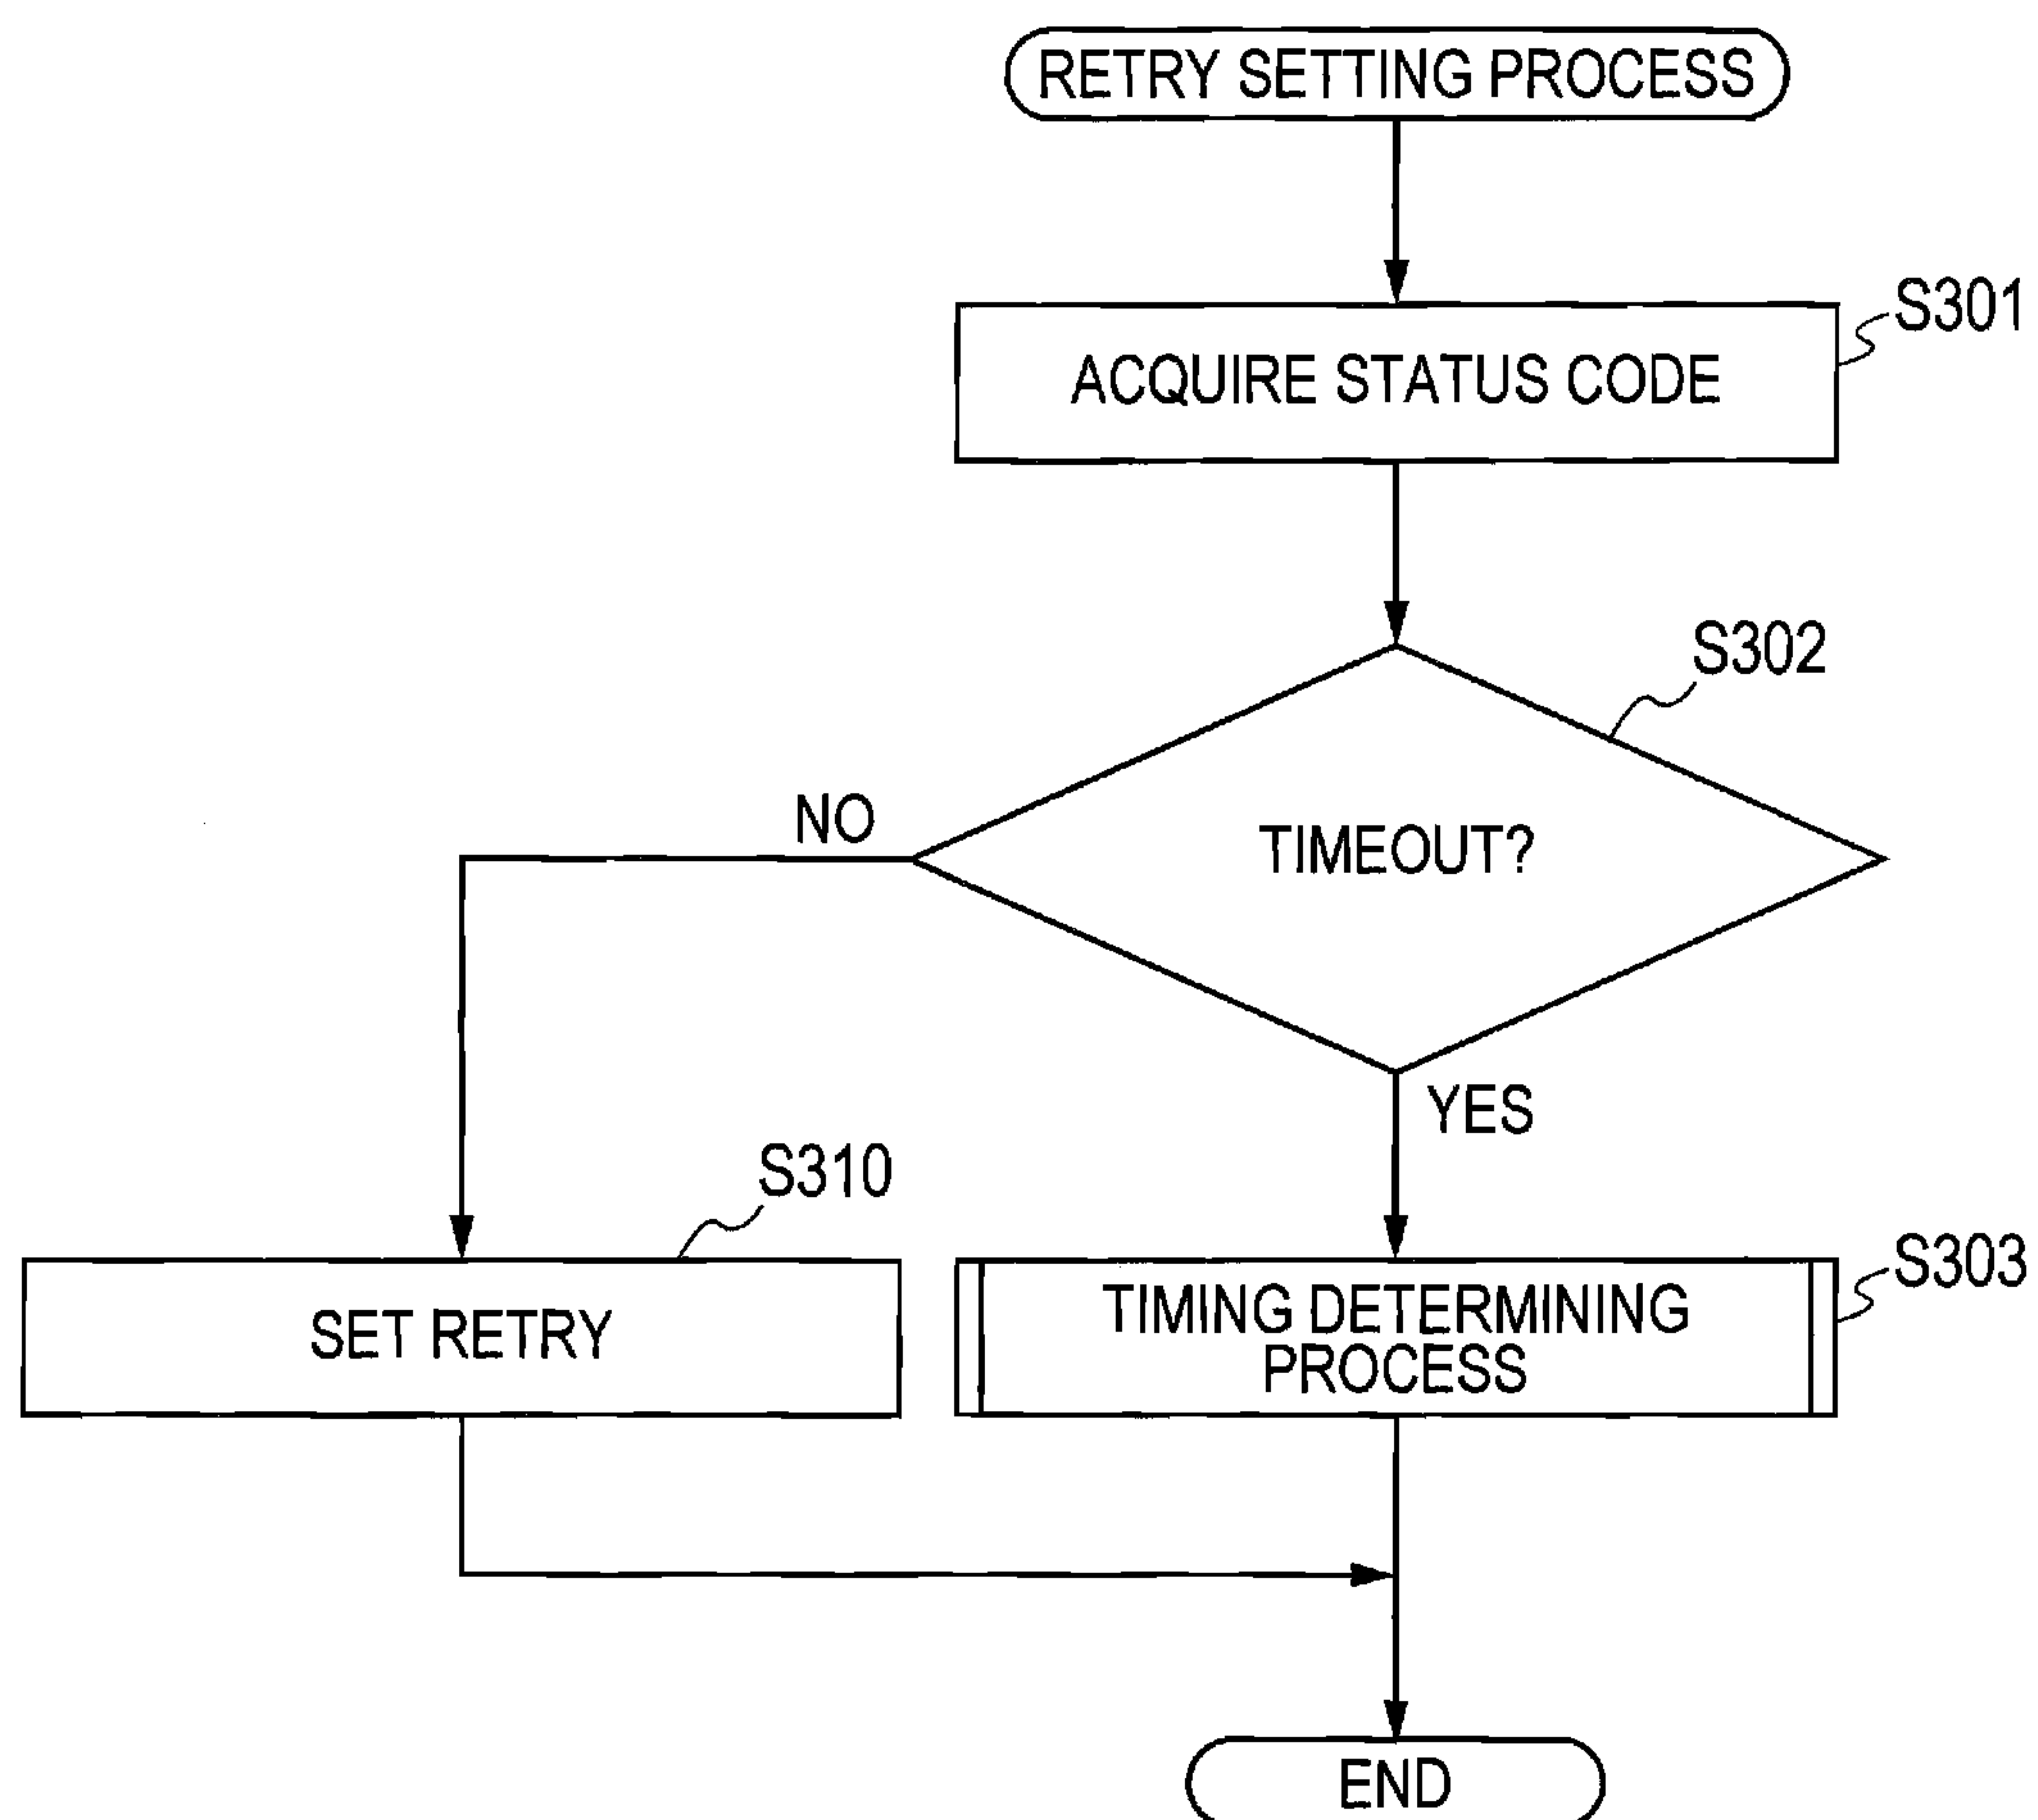 RETRY SETTING PROCESS
S301
ACQUIRE STATUS CODE
S302
NO
TIMEOUT?
YES
S310
S303
SET RETRY
TIMING DETERMINING
PROCESS
END